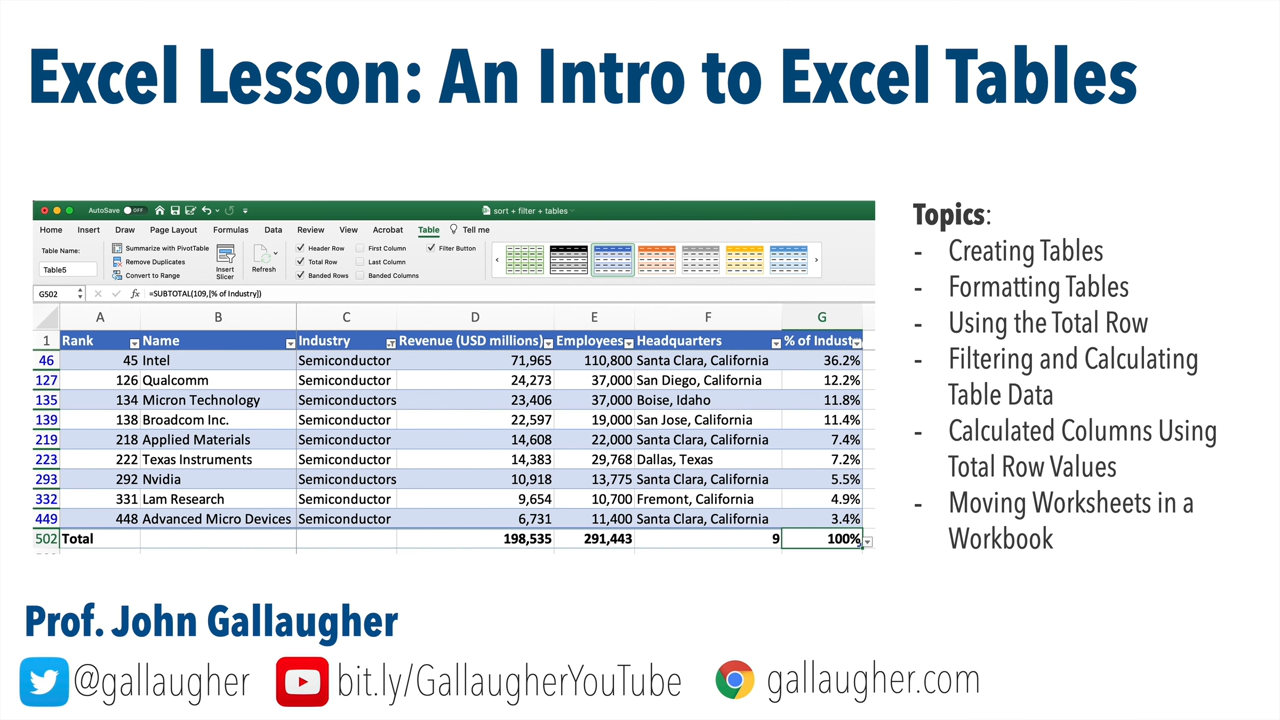 Excel Lesson: An Intro to Excel Tables
AutoSave OFF
sort + filter + tables
Home Insert Draw Page Layout Formulas Data Review View Acrobat Table Tell me
Table Name:
Table5
Summarize with PivotTable
Remove Duplicates
Convert to Range
Insert
Slicer
Refresh
Header Row First Column Filter Button
Total Row Last Column
Banded Rows Banded Columns
G502 fx =SUBTOTAL(109,[% of Industry])
A B C D E F G
1 Rank Name Industry Revenue (USD millions) Employees Headquarters % of Indust
46 45 Intel Semiconductor 71,965 110,800 Santa Clara, California 36.2%
127 126 Qualcomm Semiconductor 24,273 37,000 San Diego, California 12.2%
135 134 Micron Technology Semiconductors 23,406 37,000 Boise, Idaho 11.8%
139 138 Broadcom Inc. Semiconductor 22,597 19,000 San Jose, California 11.4%
219 218 Applied Materials Semiconductor 14,608 22,000 Santa Clara, California 7.4%
223 222 Texas Instruments Semiconductor 14,383 29,768 Dallas, Texas 7.2%
293 292 Nvidia Semiconductors 10,918 13,775 Santa Clara, California 5.5%
332 331 Lam Research Semiconductor 9,654 10,700 Fremont, California 4.9%
449 448 Advanced Micro Devices Semiconductor 6,731 11,400 Santa Clara, California 3.4%
502 Total 198,535 291,443 9 100%
Topics:
- Creating Tables
- Formatting Tables
- Using the Total Row
- Filtering and Calculating
Table Data
- Calculated Columns Using
Total Row Values
- Moving Worksheets in a
Workbook
Prof. John Gallaugher
@gallaugher bit.ly/GallaugherYouTube gallaugher.com